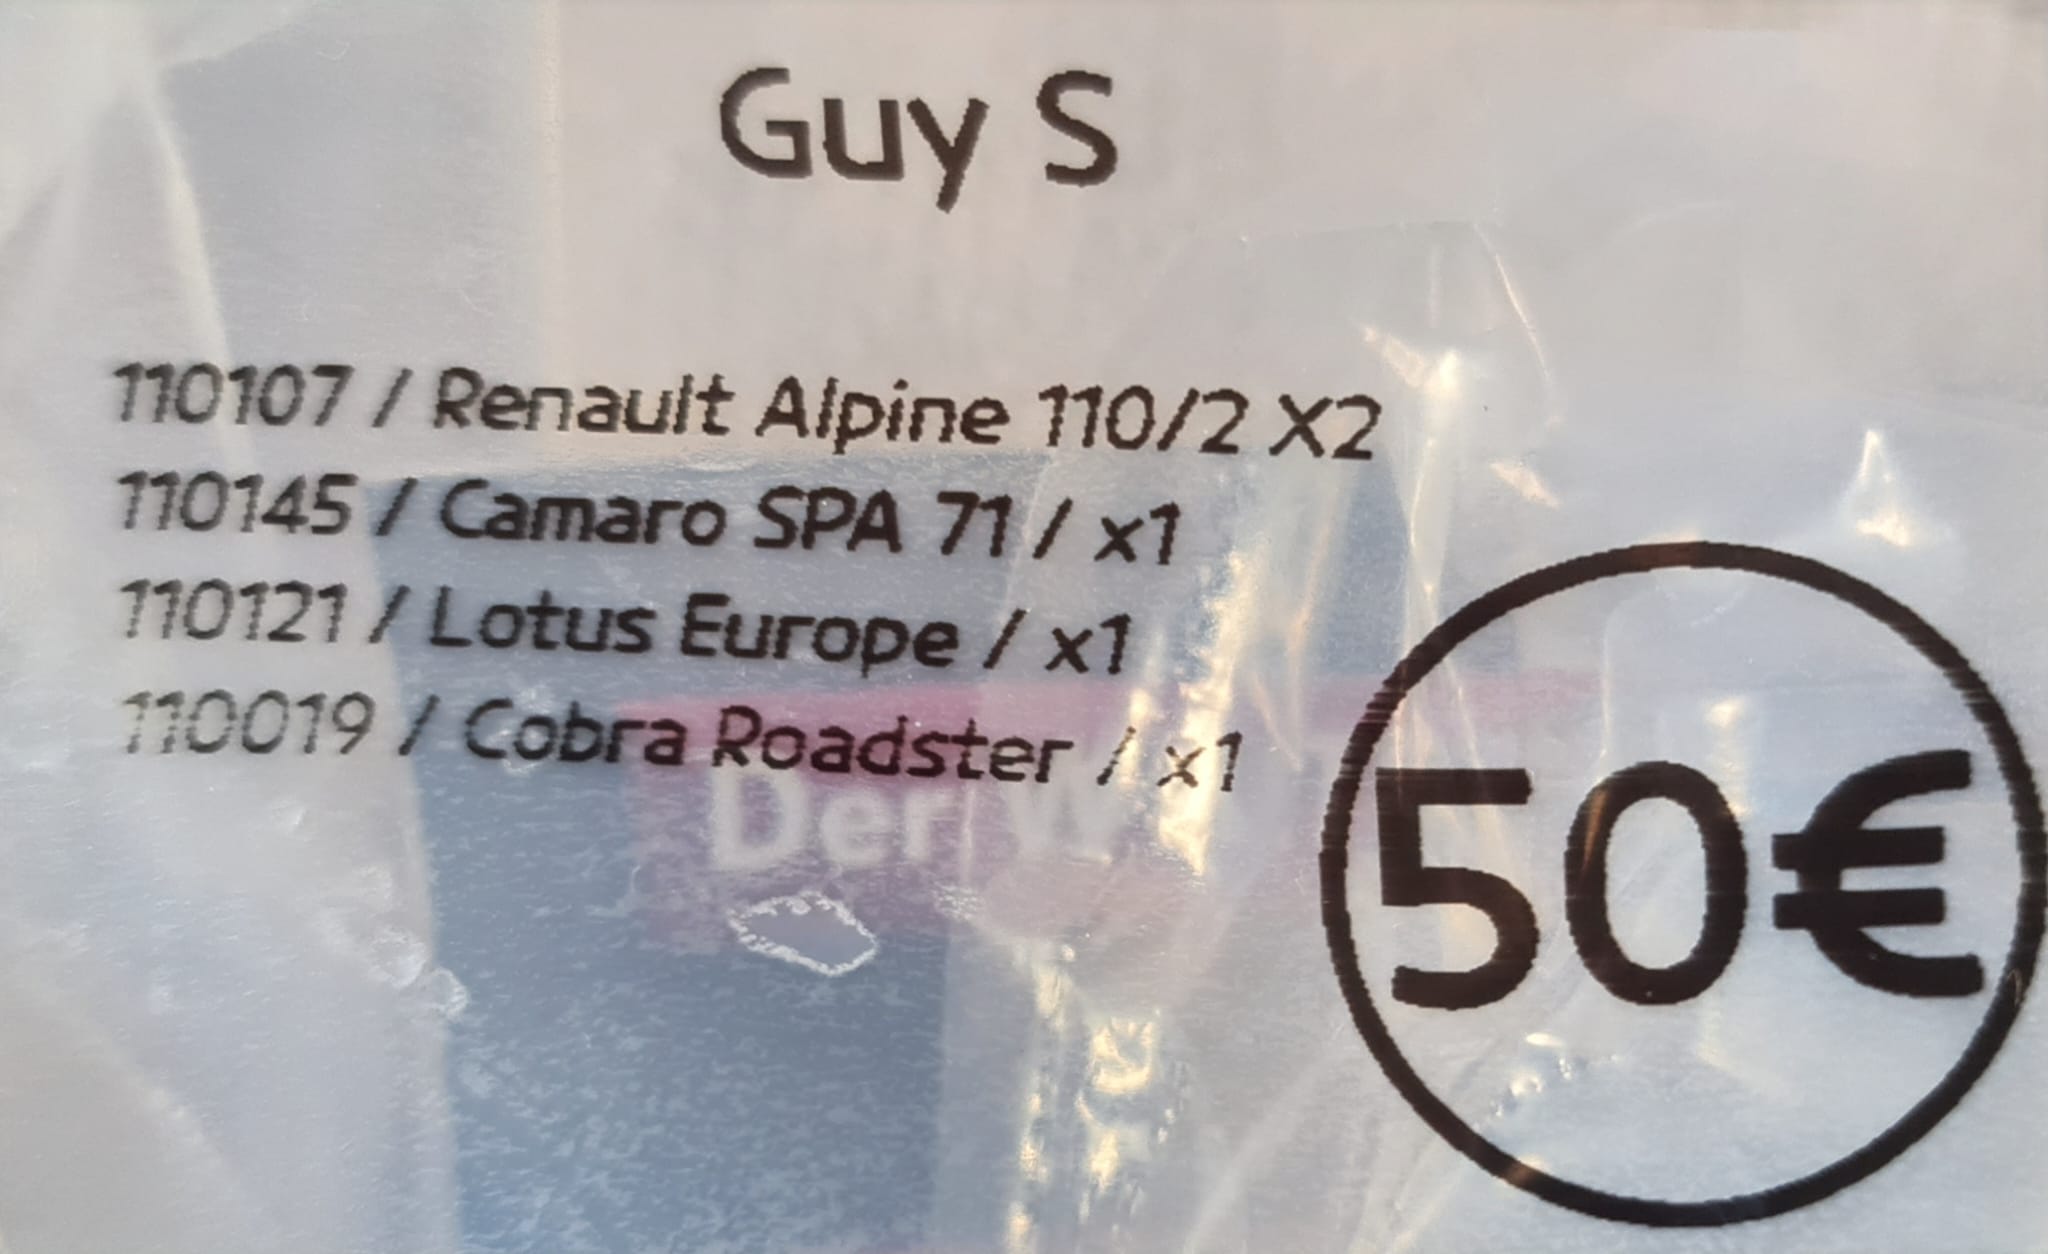 Guy S
110107 / Renault Alpine 110/2 X2
110145 / Camaro SPA 71 / x1
110121 / Lotus Europe / x1
110019 / Cobra Roadster / x1
Der W
50€